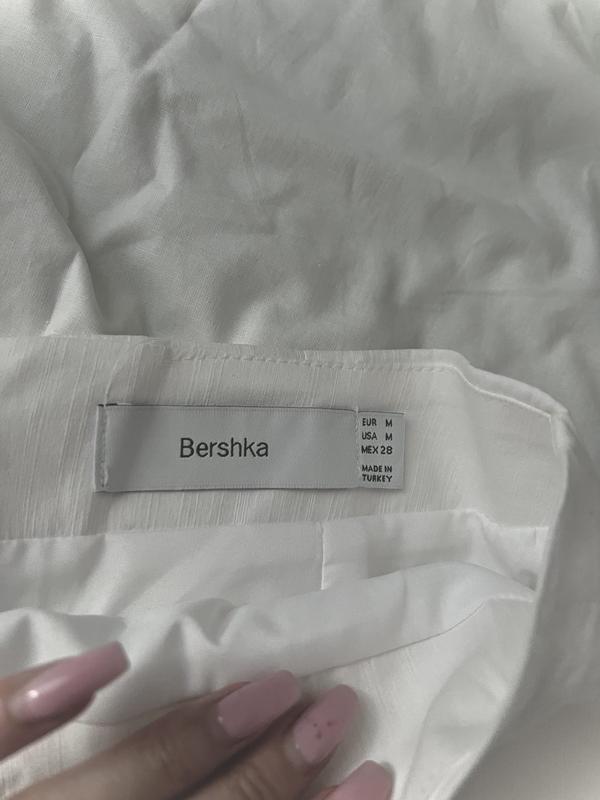 Bershka
EUR M
USA M
MEX 28
MADE IN
TURKEY